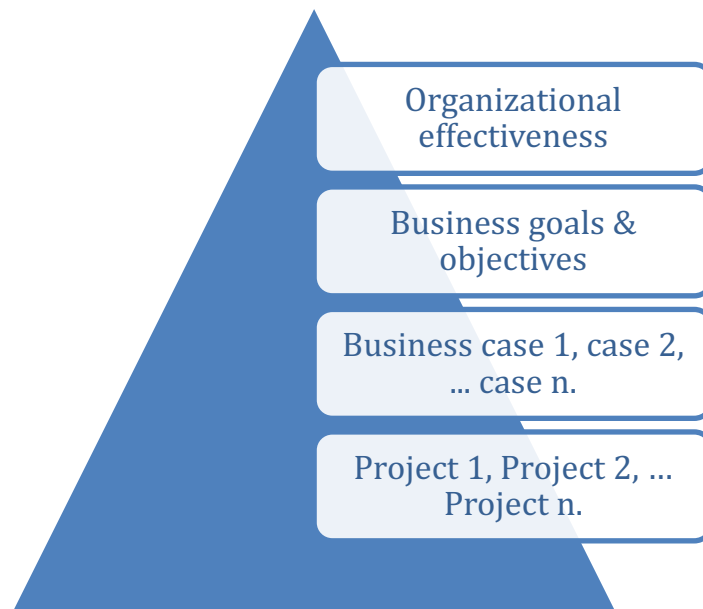 Organizational
effectiveness
Business goals &
objectives
Business case 1, case 2,
... case n.
Project 1, Project 2, ...
Project n.